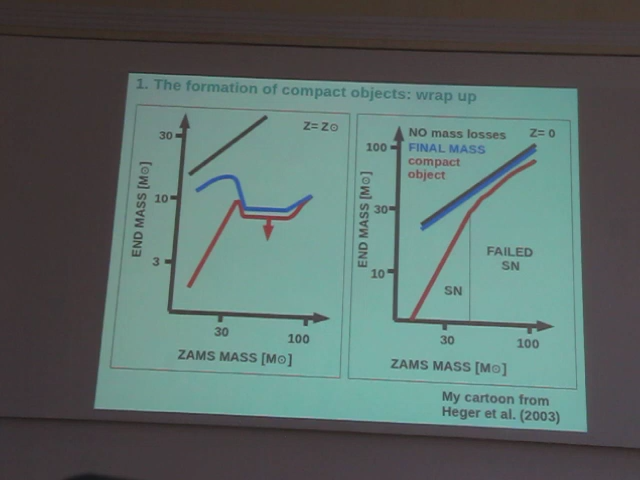 1. The formation of compact objects: wrap up
Z= Z⊙
30
10
3
END MASS [M⊙]
30
100
ZAMS MASS [M⊙]
NO mass losses
Z= 0
FINAL MASS
compact
object
100
30
10
END MASS [M⊙]
FAILED
SN
SN
30
100
ZAMS MASS [M⊙]
My cartoon from
Heger et al. (2003)